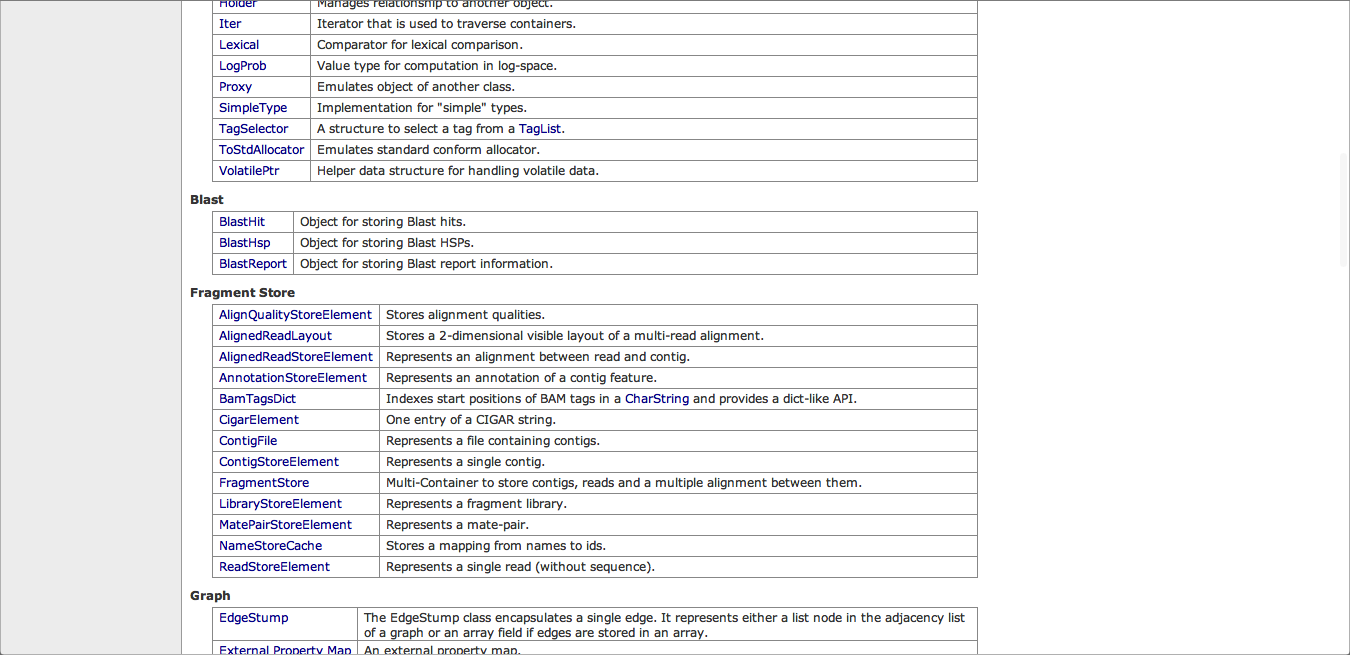 Holder Manages relationship to another object.
Iter Iterator that is used to traverse containers.
Lexical Comparator for lexical comparison.
LogProb Value type for computation in log-space.
Proxy Emulates object of another class.
SimpleType Implementation for "simple" types.
TagSelector A structure to select a tag from a TagList.
ToStdAllocator Emulates standard conform allocator.
VolatilePtr Helper data structure for handling volatile data.
Blast
BlastHit Object for storing Blast hits.
BlastHsp Object for storing Blast HSPs.
BlastReport Object for storing Blast report information.
Fragment Store
AlignQualityStoreElement Stores alignment qualities.
AlignedReadLayout Stores a 2-dimensional visible layout of a multi-read alignment.
AlignedReadStoreElement Represents an alignment between read and contig.
AnnotationStoreElement Represents an annotation of a contig feature.
BamTagsDict Indexes start positions of BAM tags in a CharString and provides a dict-like API.
CigarElement One entry of a CIGAR string.
ContigFile Represents a file containing contigs.
ContigStoreElement Represents a single contig.
FragmentStore Multi-Container to store contigs, reads and a multiple alignment between them.
LibraryStoreElement Represents a fragment library.
MatePairStoreElement Represents a mate-pair.
NameStoreCache Stores a mapping from names to ids.
ReadStoreElement Represents a single read (without sequence).
Graph
EdgeStump The EdgeStump class encapsulates a single edge. It represents either a list node in the adjacency list
of a graph or an array field if edges are stored in an array.
External Property Map An external property map.